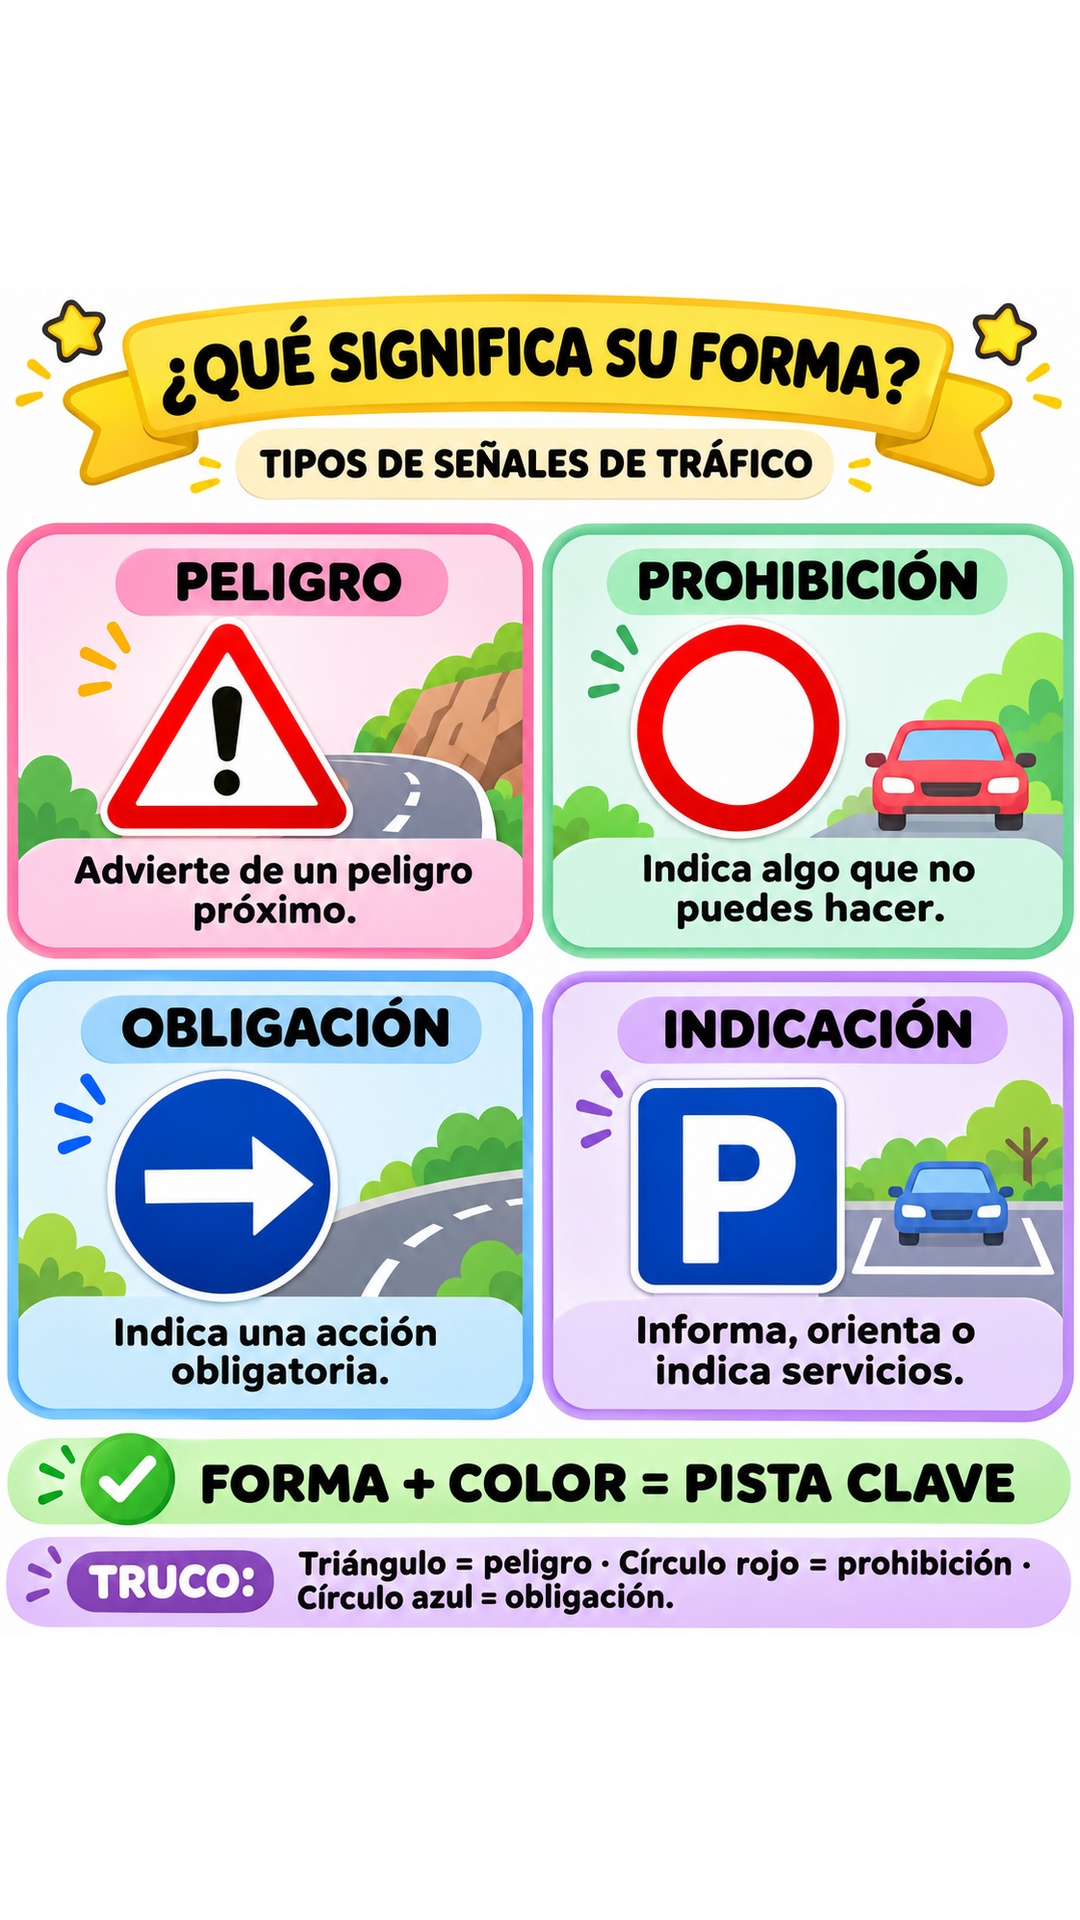 ¿QUÉ SIGNIFICA SU FORMA?
TIPOS DE SEÑALES DE TRÁFICO
PELIGRO
!
Advierte de un peligro
próximo.
PROHIBICIÓN
Indica algo que no
puedes hacer.
OBLIGACIÓN
Indica una acción
obligatoria.
INDICACIÓN
P
Informa, orienta o
indica servicios.
FORMA + COLOR = PISTA CLAVE
TRUCO:
Triángulo = peligro · Círculo rojo = prohibición ·
Círculo azul = obligación.